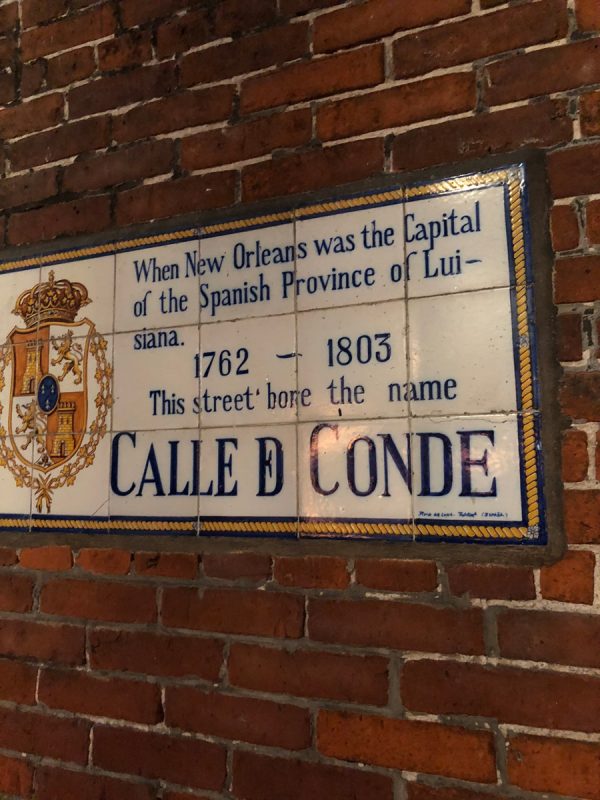 When New Orleans was the Capital
of the Spanish Province of Lui-
siana.
1762 - 1803
This street bore the name
CALLE D CONDE
(ESPAÑA)